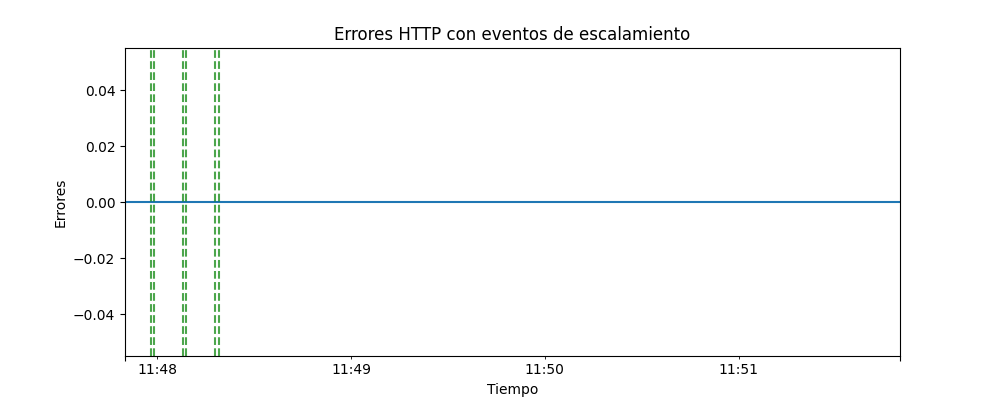 Errores HTTP con eventos de escalamiento
0.04
0.02
0.00
−0.02
−0.04
Errores
11:48 11:49 11:50 11:51
Tiempo